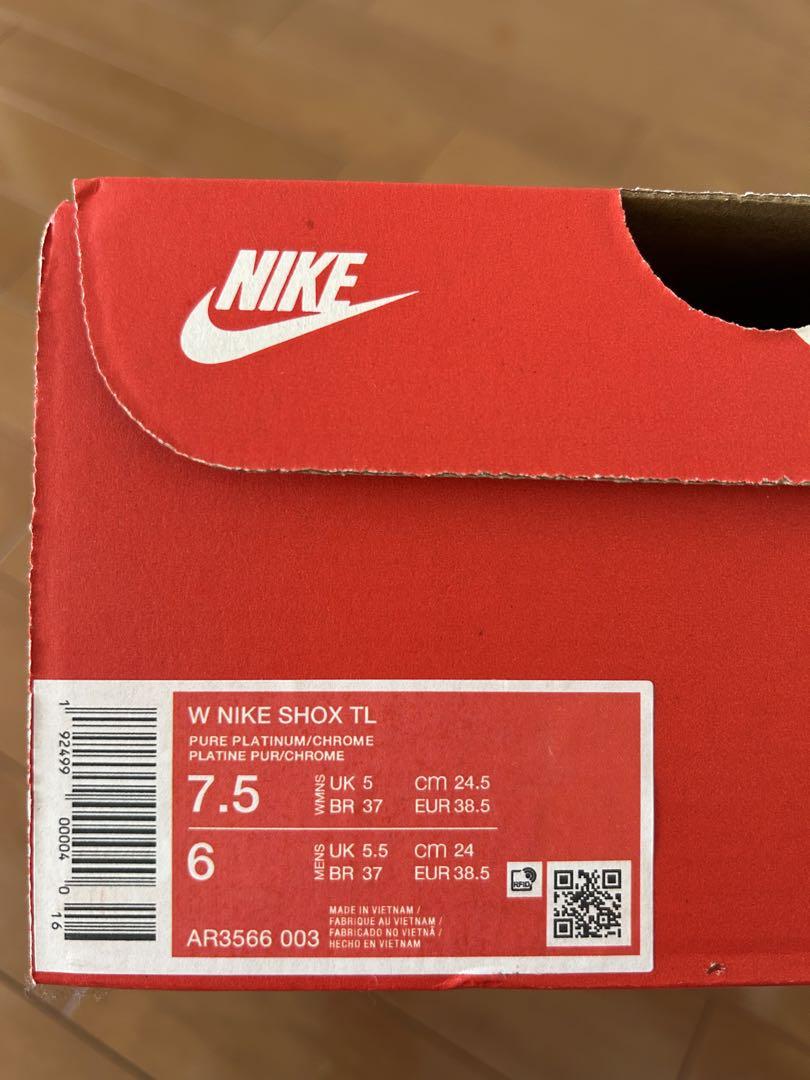 NIKE
W NIKE SHOX TL
PURE PLATINUM/CHROME
PLATINE PUR/CHROME
7.5 WMNS UK 5 cm 24.5
BR 37 EUR 38.5
6 MENS UK 5.5 cm 24
BR 37 EUR 38.5
RFID
AR3566 003
MADE IN VIETNAM /
FABRIQUE AU VIETNAM /
FABRICADO NO VIETNÃ /
HECHO EN VIETNAM
1 92499 00004 0 16